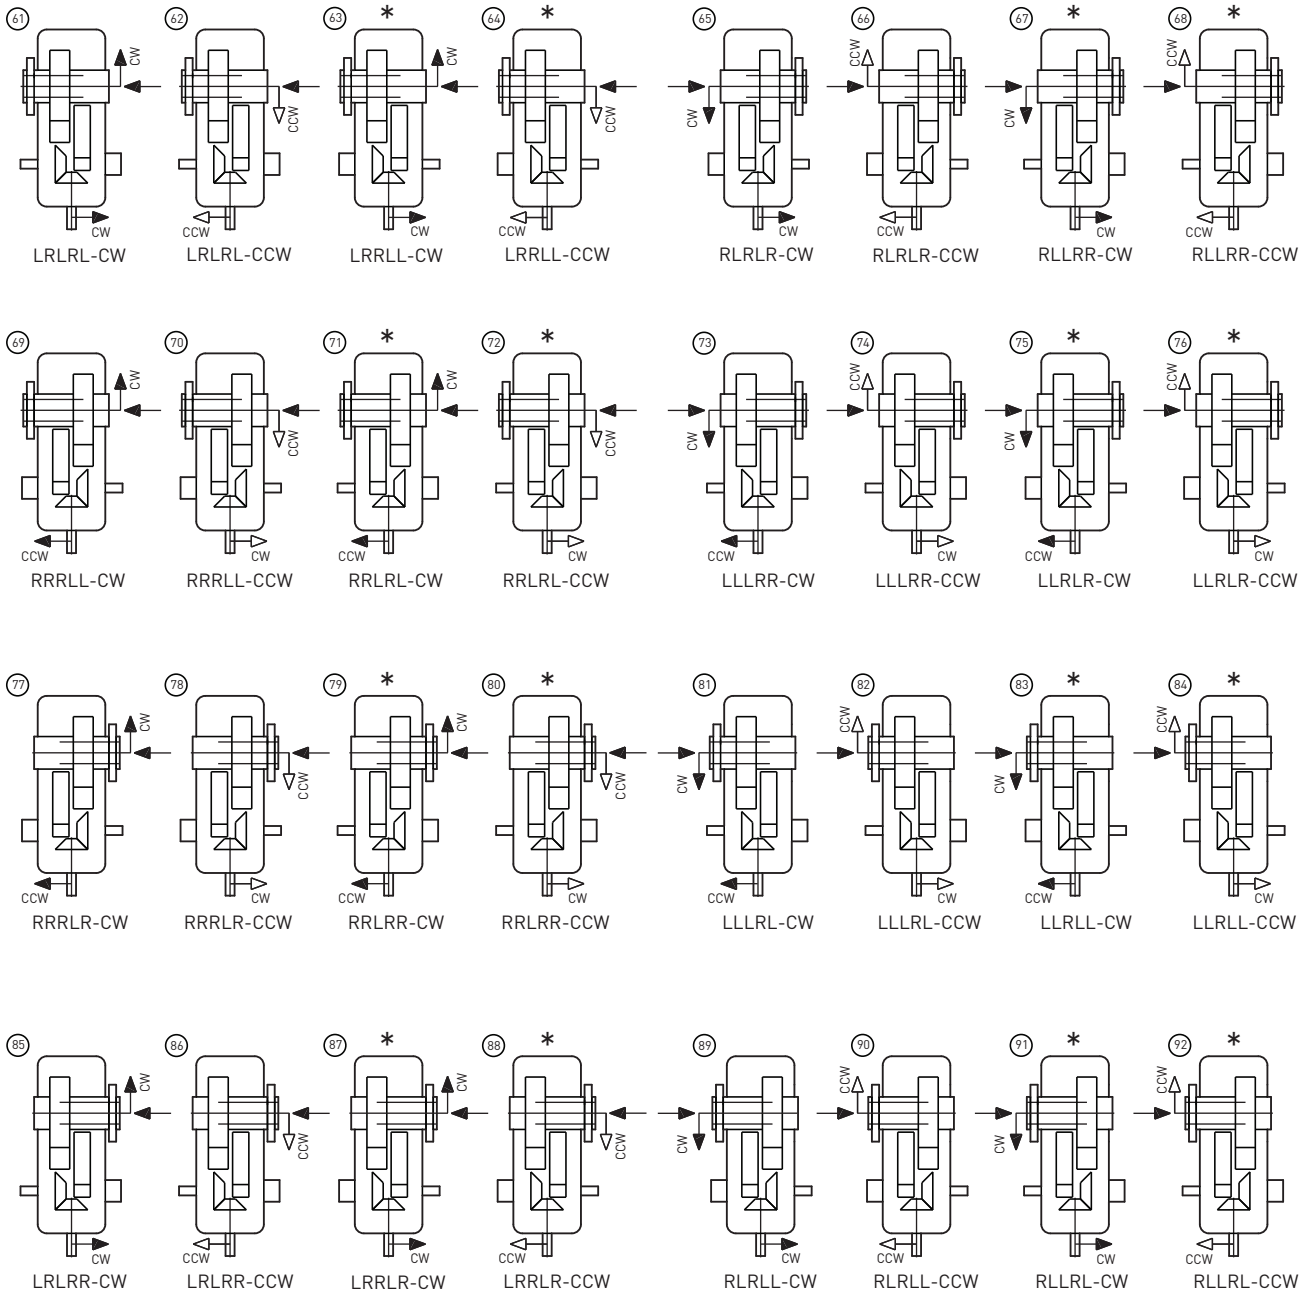 61 62 63 * 64 * 65 66 67 * 68 *
CW CW CCW CCW
CCW CCW CW CW
CW CCW CW CCW CW CCW CW CCW
LRLRL-CW LRLRL-CCW LRRLL-CW LRRLL-CCW RLRLR-CW RLRLR-CCW RLLRR-CW RLLRR-CCW
69 70 71 * 72 * 73 74 75 * 76 *
CW CW CCW CCW
CCW CCW CW CW
CCW CW CCW CW CCW CW CCW CW
RRRLL-CW RRRLL-CCW RRLRL-CW RRLRL-CCW LLLRR-CW LLLRR-CCW LLRLR-CW LLRLR-CCW
77 78 79 * 80 * 81 82 83 * 84 *
CW CW CCW CCW
CCW CCW CW CW
CCW CW CCW CW CCW CW CCW CW
RRRLR-CW RRRLR-CCW RRLRR-CW RRLRR-CCW LLLRL-CW LLLRL-CCW LLRLL-CW LLRLL-CCW
85 86 87 * 88 * 89 90 91 * 92 *
CW CW CCW CCW
CCW CCW CW CW
CW CCW CW CCW CW CCW CW CCW
LRLRR-CW LRLRR-CCW LRRLR-CW LRRLR-CCW RLRLL-CW RLRLL-CCW RLLRL-CW RLLRL-CCW